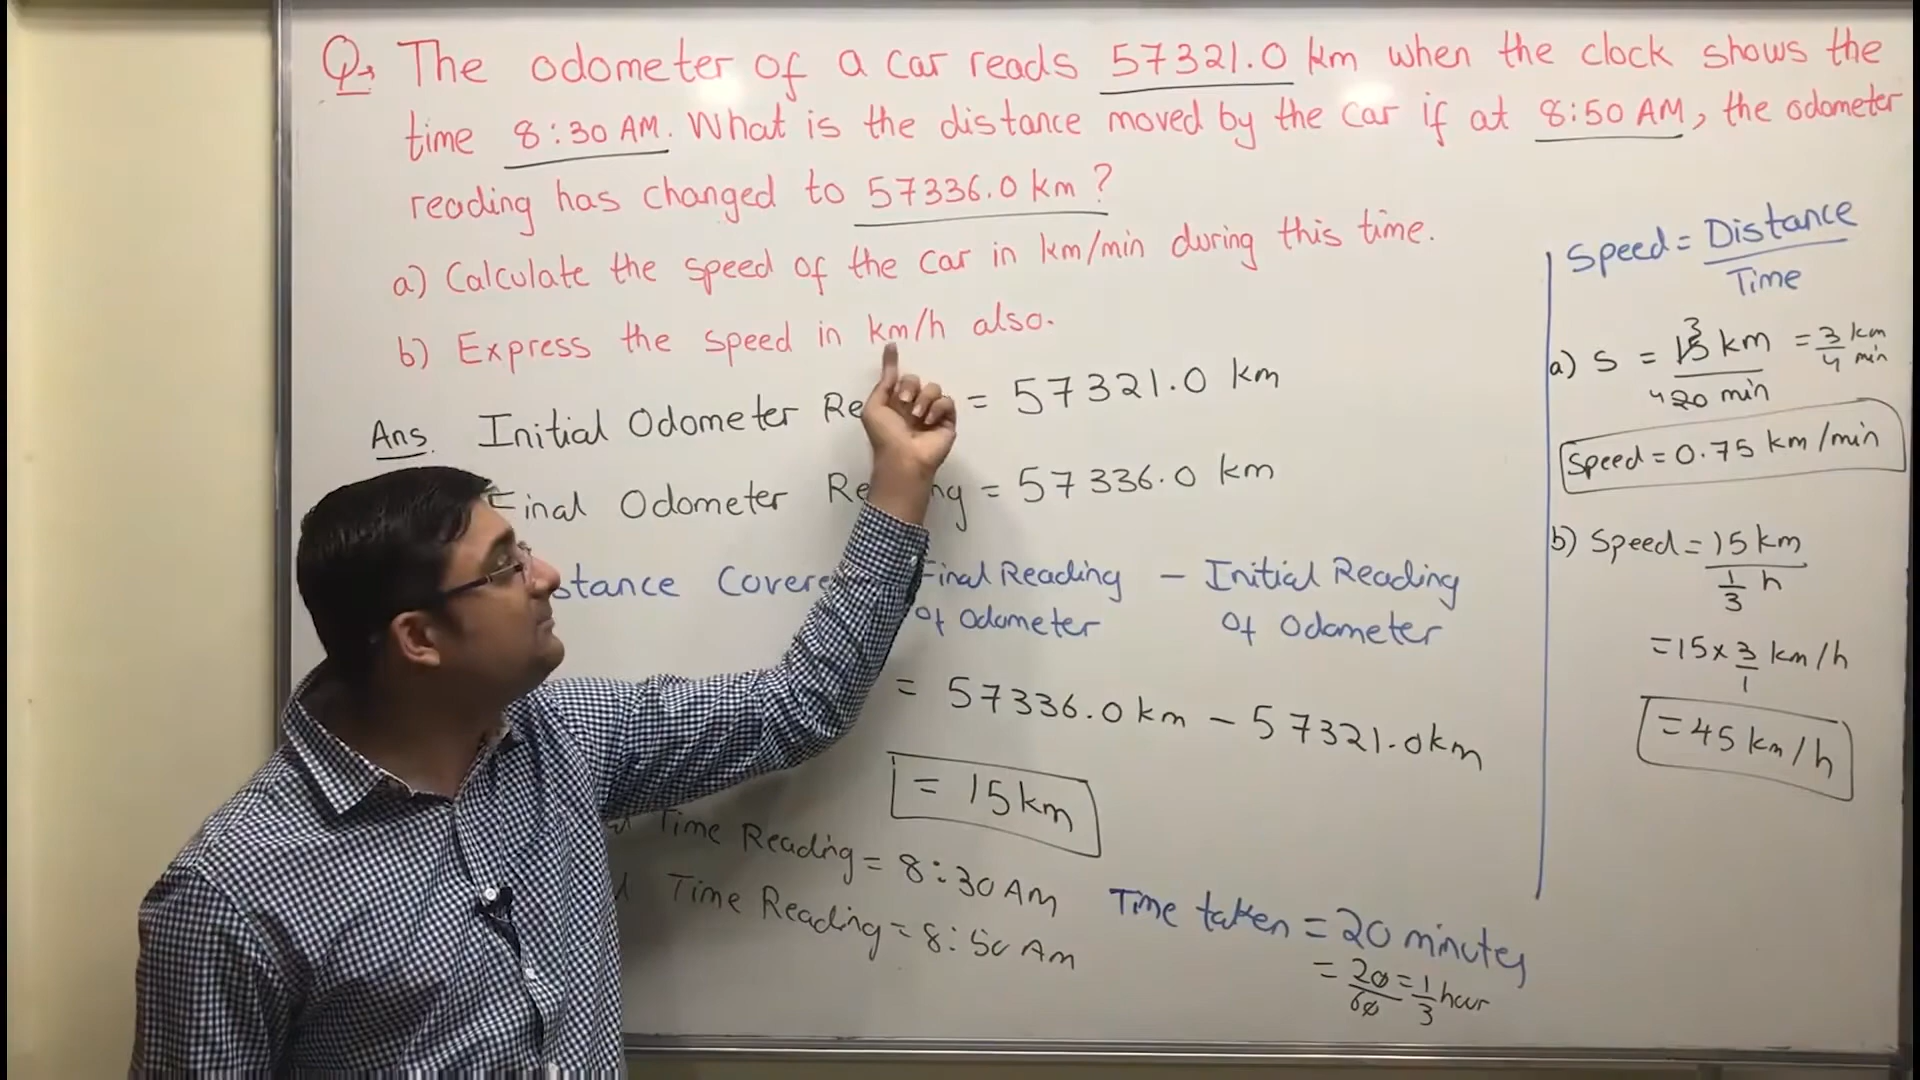 Q→ The odometer of a car reads 57321.0 km when the clock shows the
time 8:30 AM. What is the distance moved by the car if at 8:50 AM, the odometer
reading has changed to 57336.0 km?
a) Calculate the speed of the car in km/min during this time.
b) Express the speed in km/h also.
Ans. Initial Odometer = 57321.0 km
Final Odometer = 57336.0 km
Final Reading of Odometer - Initial Reading of Odometer
= 57336.0 km - 57321.0 km
= 15 km
Time Reading = 8:30 AM
Time Reading = 8:50 AM
Time taken = 20 minutes
= 20/60 = 1/3 hour
Speed = Distance/Time
a) S = 15 3 km / 20 4 min = 3/4 km/min
Speed = 0.75 km/min
b) Speed = 15 km / 1/3 h
= 15 x 3/1 km/h
= 45 km/h